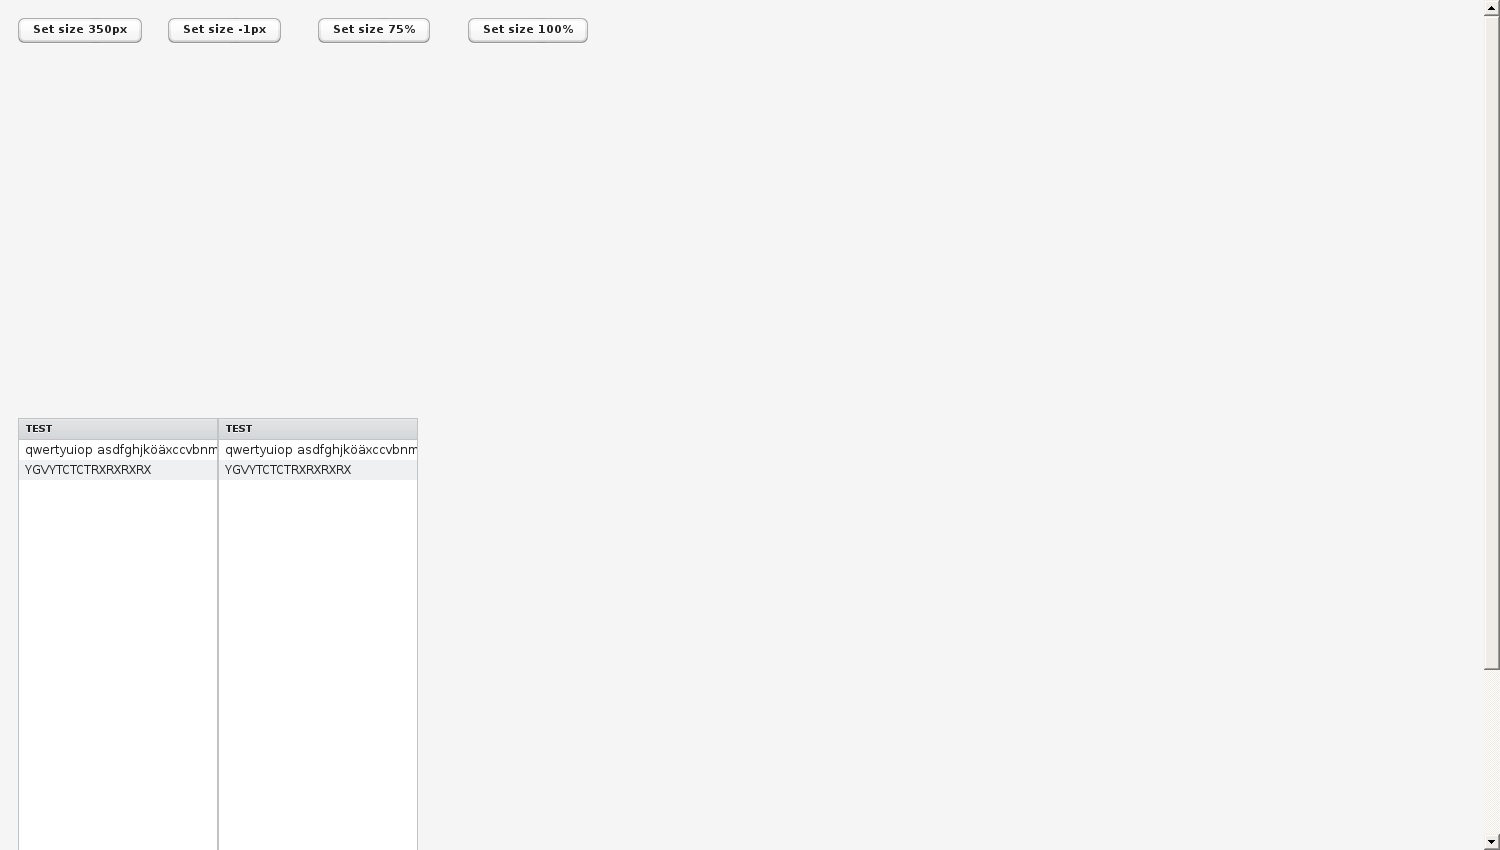 Set size 350px Set size -1px Set size 75% Set size 100%
TEST TEST
qwertyuiop asdfghjköäxccvbnm qwertyuiop asdfghjköäxccvbnm
YGVYTCTCTRXRXRXRX YGVYTCTCTRXRXRXRX